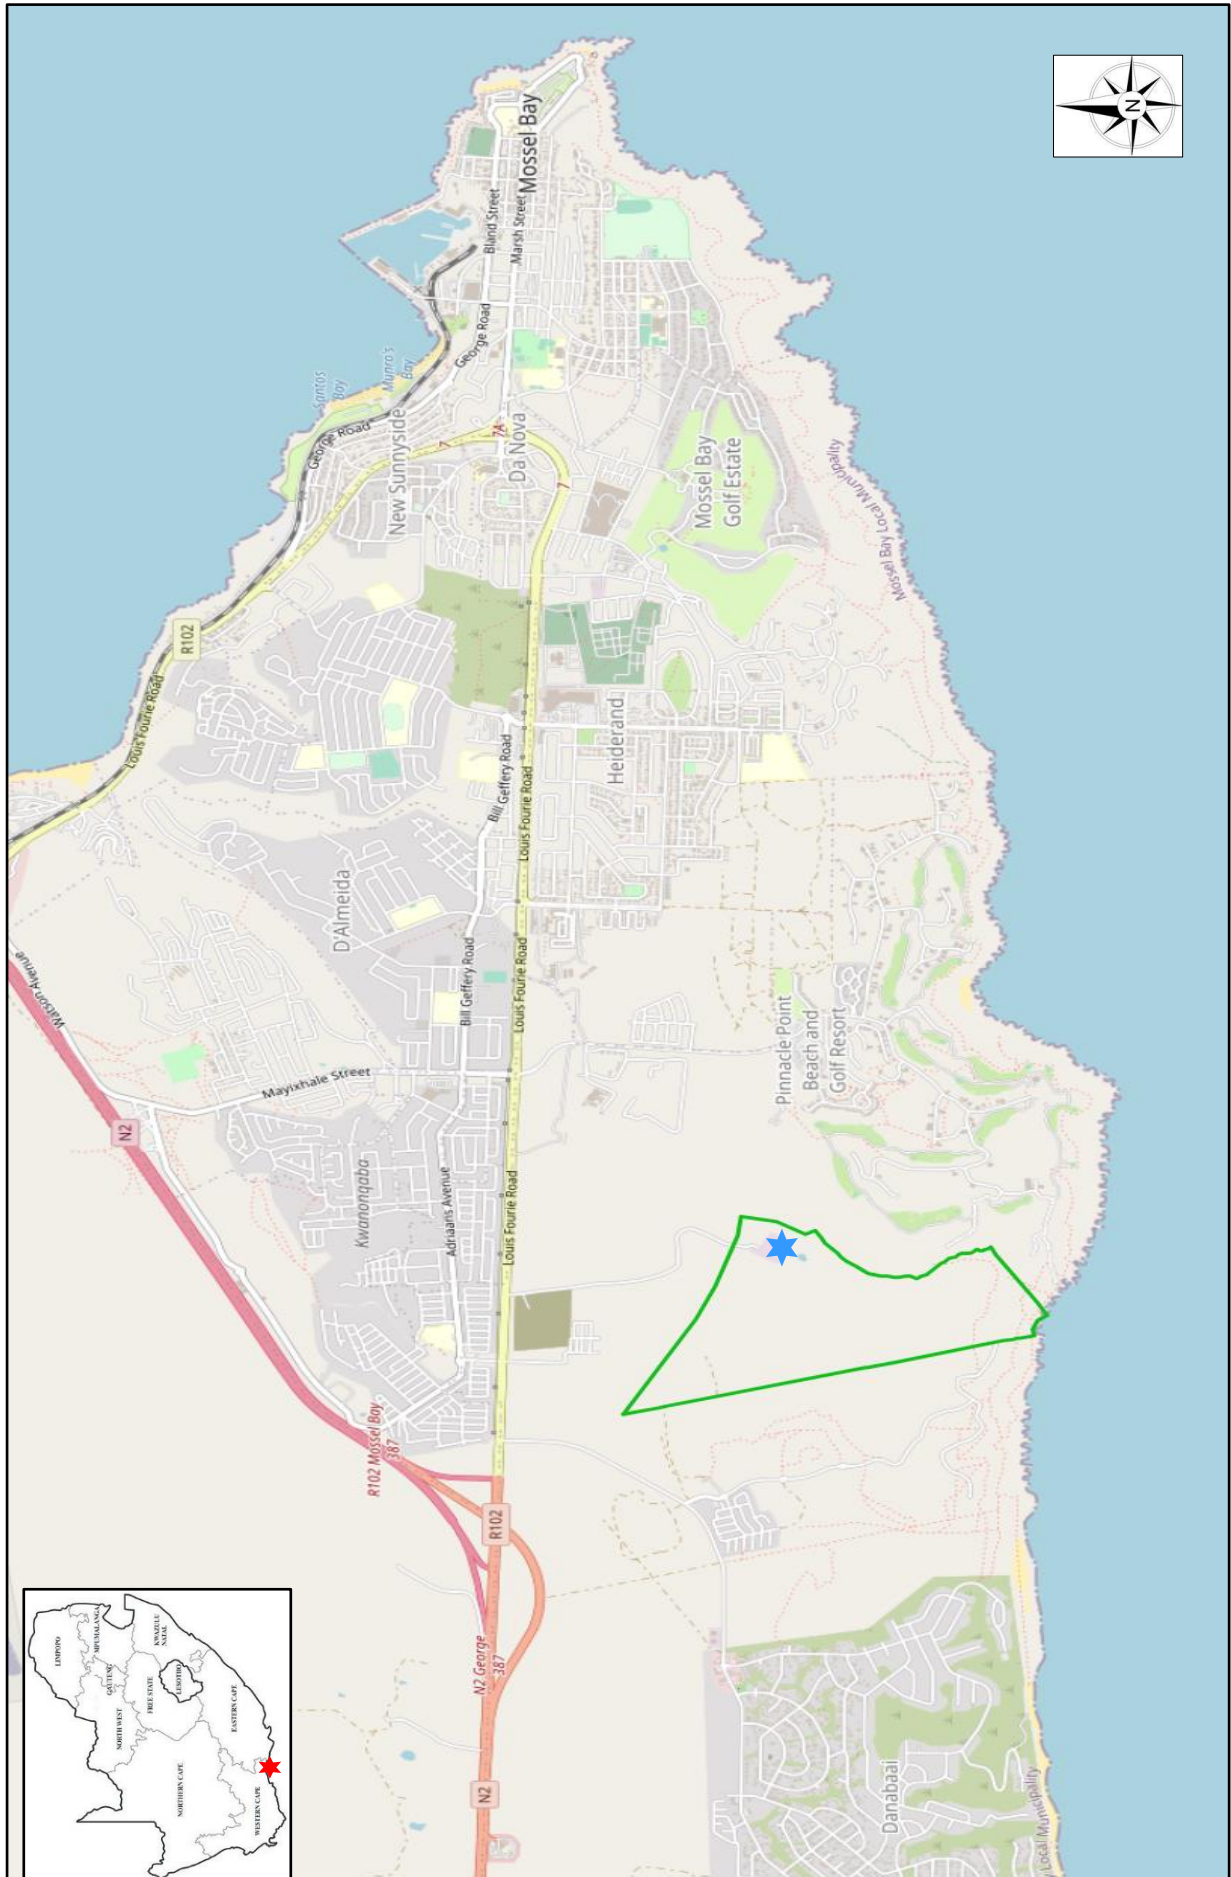 N
Mossel Bay
Bland Street
Marsh Street
George Road
Santos
Bay
Munro's
Bay
George Road
New Sunnyside
7
7A
Da Nova
7
Mossel Bay
Golf Estate
Mossel Bay Local Municipality
R102
Louis Fourie Road
Bill Geffery Road
Louis Fourie Road
Heiderand
D'Almeida
Watson Avenue
Bill Geffery Road
Louis Fourie Road
Pinnacle Point
Beach and
Golf Resort
Mayixhale Street
N2
Kwanonqaba
Adriaans Avenue
Louis Fourie Road
R102 Mossel Bay
387
R102
N2 George
387
N2
Danabaai
Local Municipality
LIMPOPO
MPUMALANGA
GAUTENG
NORTH WEST
FREE STATE
KWAZULU
NATAL
LESOTHO
EASTERN CAPE
NORTHERN CAPE
WESTERN CAPE